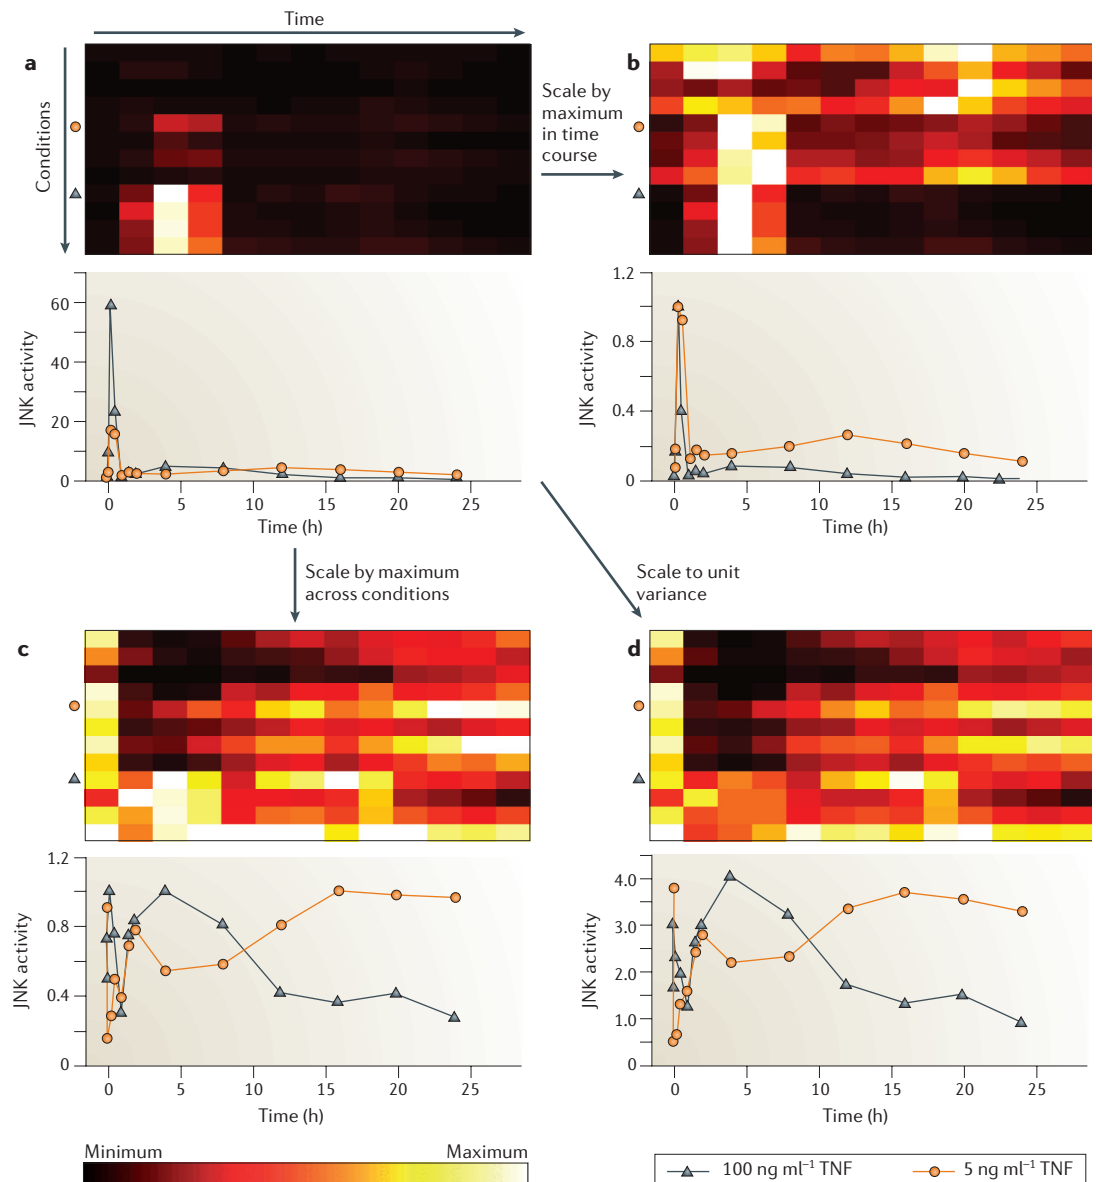 Time
a
Conditions
Scale by
maximum
in time
course
b
60
40
20
0
JNK activity
0 5 10 15 20 25
Time (h)
1.2
0.8
0.4
0
JNK activity
0 5 10 15 20 25
Time (h)
Scale by maximum
across conditions
Scale to unit
variance
c
d
1.2
0.8
0.4
0
JNK activity
0 5 10 15 20 25
Time (h)
4.0
3.0
2.0
1.0
0
JNK activity
0 5 10 15 20 25
Time (h)
Minimum Maximum
100 ng ml⁻¹ TNF 5 ng ml⁻¹ TNF